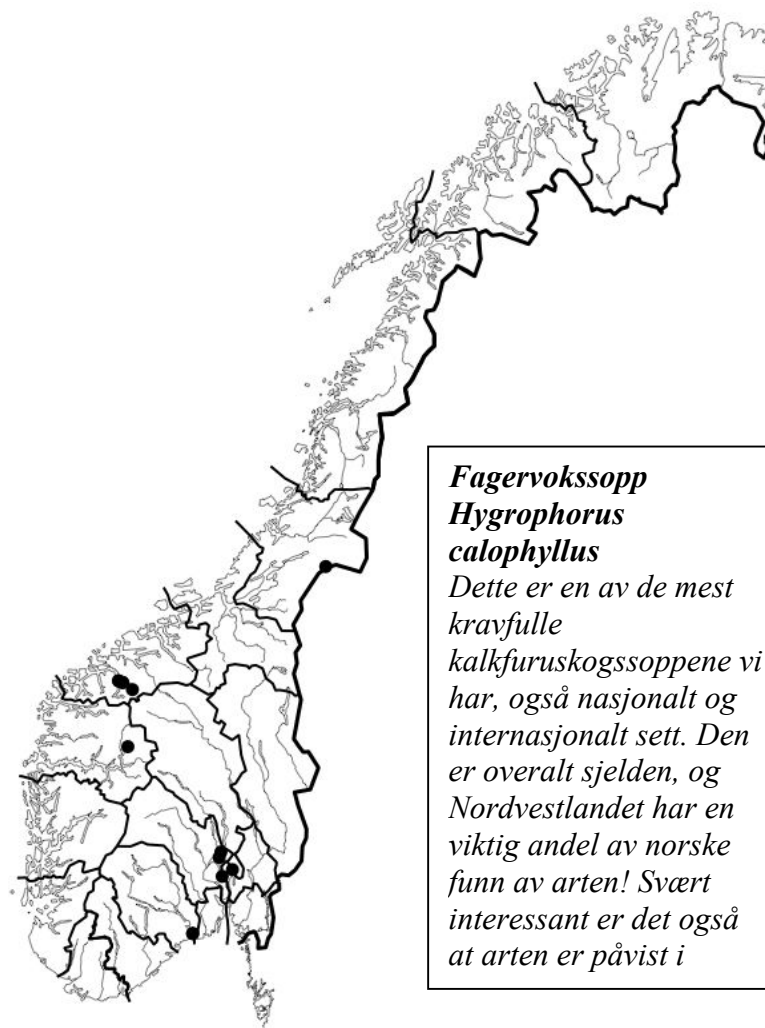 Fagervokssopp
Hygrophorus
calophyllus
Dette er en av de mest
kravfulle
kalkfuruskogssoppene vi
har, også nasjonalt og
internasjonalt sett. Den
er overalt sjelden, og
Nordvestlandet har en
viktig andel av norske
funn av arten! Svært
interessant er det også
at arten er påvist i